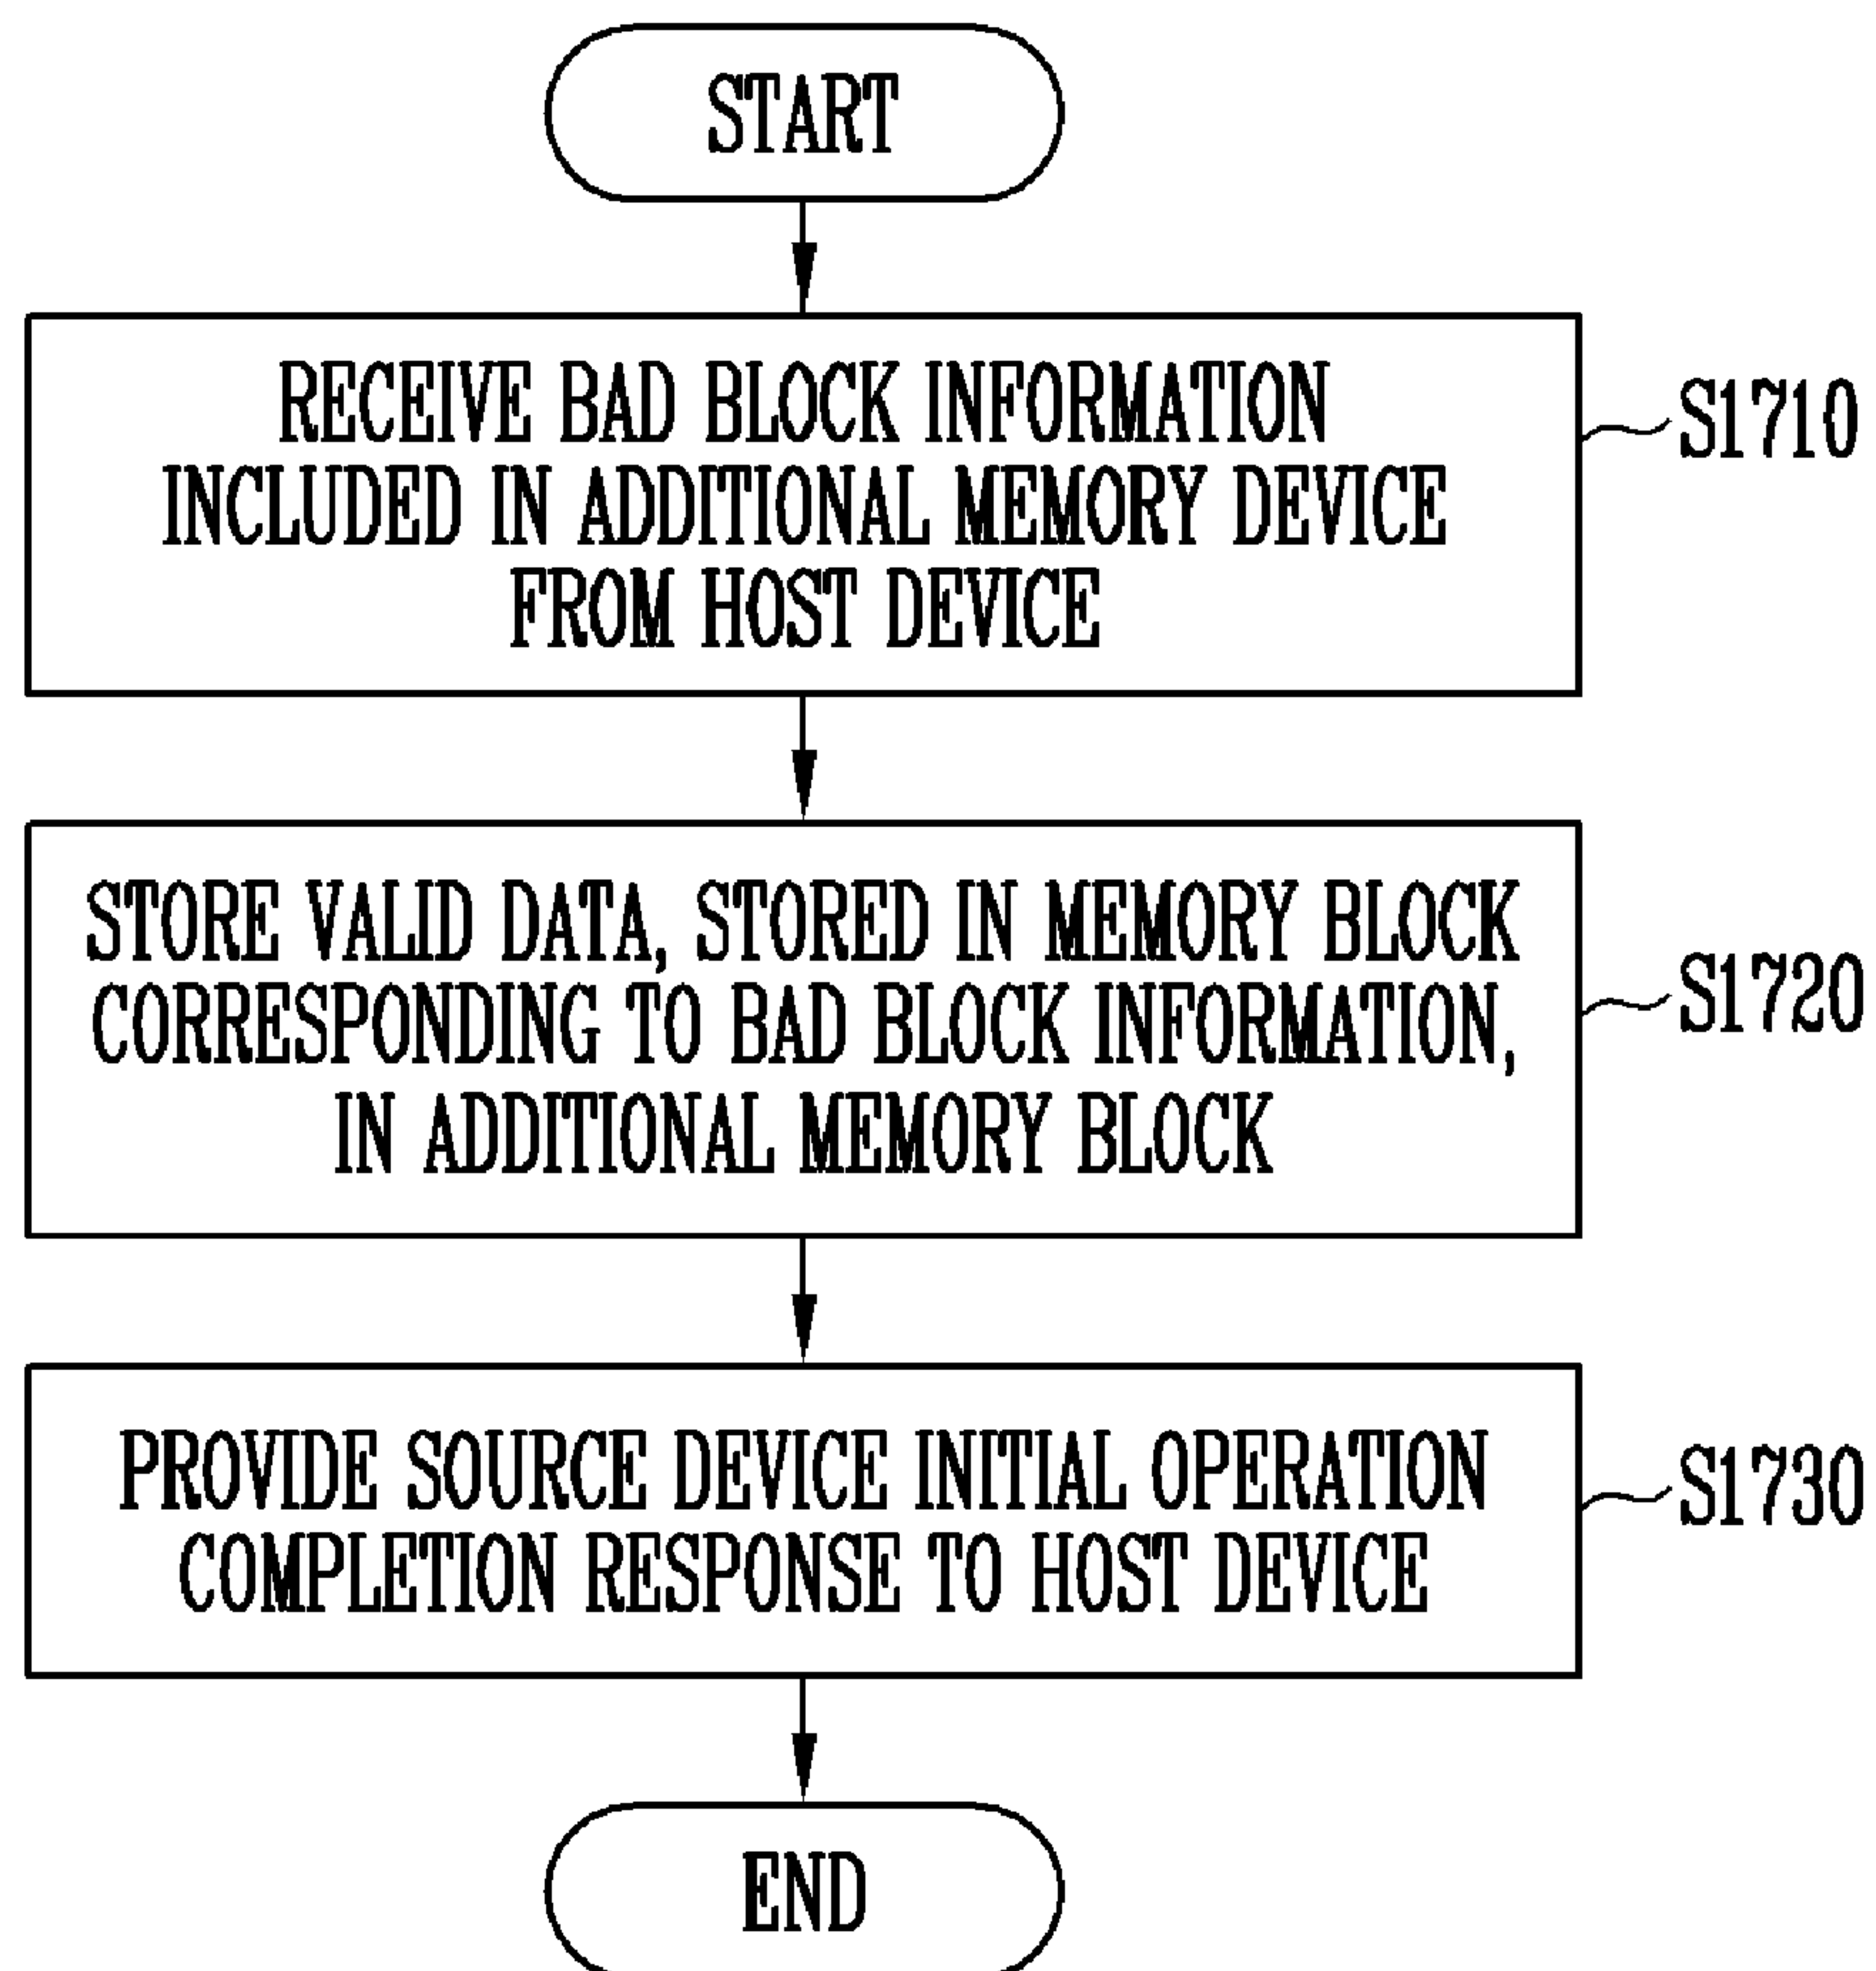 START
RECEIVE BAD BLOCK INFORMATION
INCLUDED IN ADDITIONAL MEMORY DEVICE
FROM HOST DEVICE
S1710
STORE VALID DATA, STORED IN MEMORY BLOCK
CORRESPONDING TO BAD BLOCK INFORMATION,
IN ADDITIONAL MEMORY BLOCK
S1720
PROVIDE SOURCE DEVICE INITIAL OPERATION
COMPLETION RESPONSE TO HOST DEVICE
S1730
END